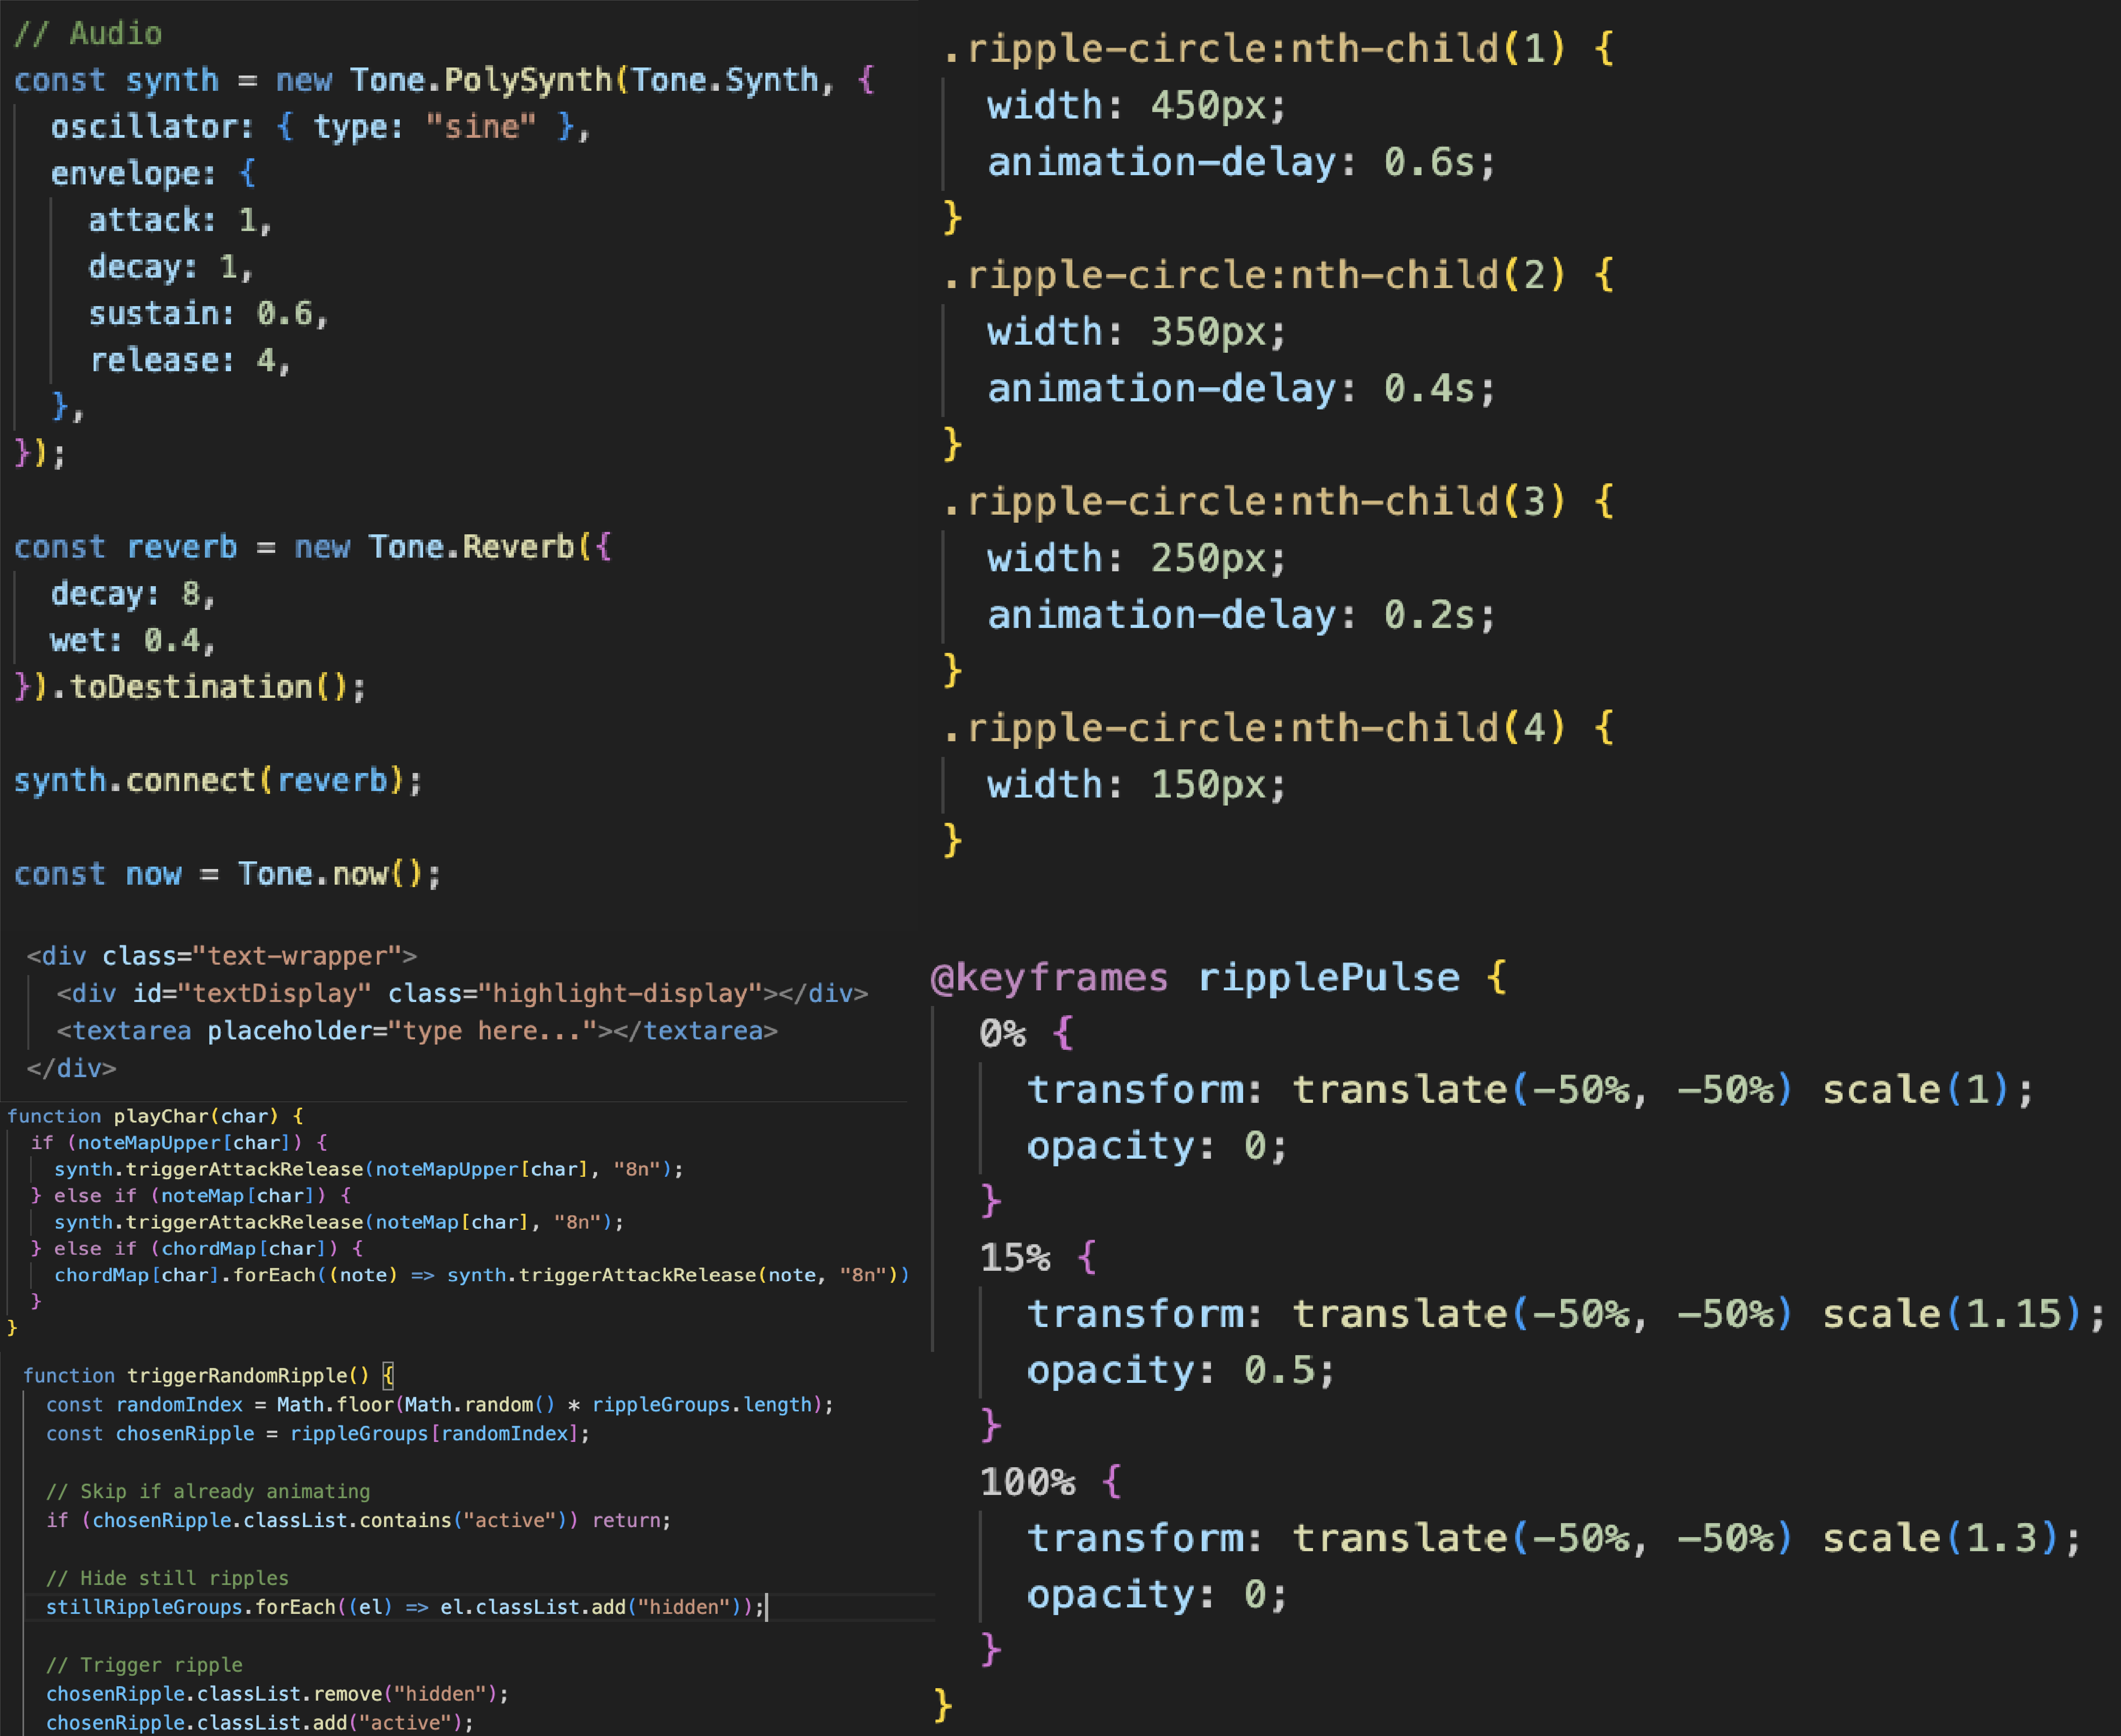 // Audio
const synth = new Tone.PolySynth(Tone.Synth, {
  oscillator: { type: "sine" },
  envelope: {
    attack: 1,
    decay: 1,
    sustain: 0.6,
    release: 4,
  },
});

const reverb = new Tone.Reverb({
  decay: 8,
  wet: 0.4,
}).toDestination();

synth.connect(reverb);

const now = Tone.now();

<div class="text-wrapper">
  <div id="textDisplay" class="highlight-display"></div>
  <textarea placeholder="type here..."></textarea>
</div>

function playChar(char) {
  if (noteMapUpper[char]) {
    synth.triggerAttackRelease(noteMapUpper[char], "8n");
  } else if (noteMap[char]) {
    synth.triggerAttackRelease(noteMap[char], "8n");
  } else if (chordMap[char]) {
    chordMap[char].forEach((note) => synth.triggerAttackRelease(note, "8n"))
  }
}

function triggerRandomRipple() {
  const randomIndex = Math.floor(Math.random() * rippleGroups.length);
  const chosenRipple = rippleGroups[randomIndex];

  // Skip if already animating
  if (chosenRipple.classList.contains("active")) return;

  // Hide still ripples
  stillRippleGroups.forEach((el) => el.classList.add("hidden"));

  // Trigger ripple
  chosenRipple.classList.remove("hidden");
  chosenRipple.classList.add("active");

.ripple-circle:nth-child(1) {
  width: 450px;
  animation-delay: 0.6s;
}
.ripple-circle:nth-child(2) {
  width: 350px;
  animation-delay: 0.4s;
}
.ripple-circle:nth-child(3) {
  width: 250px;
  animation-delay: 0.2s;
}
.ripple-circle:nth-child(4) {
  width: 150px;
}

@keyframes ripplePulse {
  0% {
    transform: translate(-50%, -50%) scale(1);
    opacity: 0;
  }
  15% {
    transform: translate(-50%, -50%) scale(1.15);
    opacity: 0.5;
  }
  100% {
    transform: translate(-50%, -50%) scale(1.3);
    opacity: 0;
  }
}